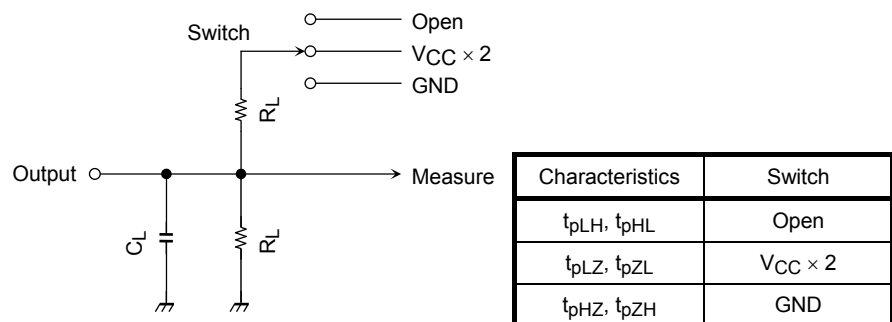 Open
Switch
VCC × 2
GND
RL
Output
Measure
CL
RL
Characteristics Switch
tpLH, tpHL Open
tpLZ, tpZL VCC × 2
tpHZ, tpZH GND